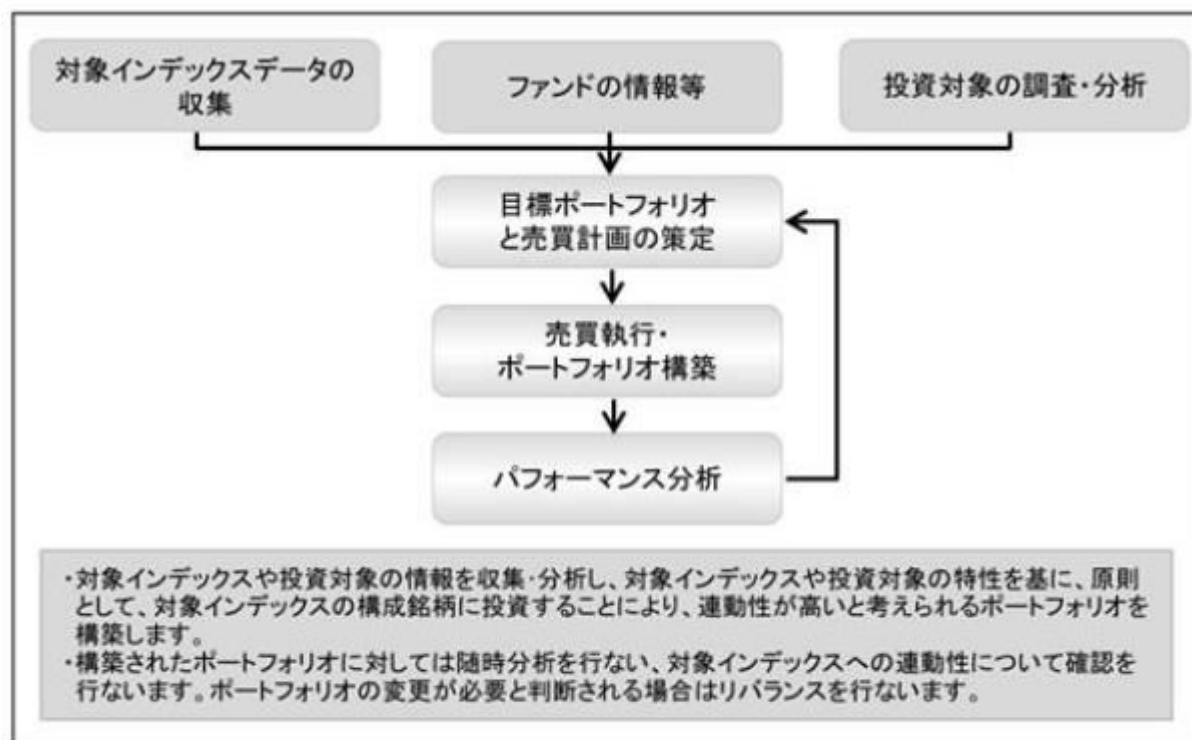 対象インデックスデータの
収集
ファンドの情報等
投資対象の調査・分析
目標ポートフォリオ
と売買計画の策定
売買執行・
ポートフォリオ構築
パフォーマンス分析
・対象インデックスや投資対象の情報を収集・分析し、対象インデックスや投資対象の特性を基に、原則
として、対象インデックスの構成銘柄に投資することにより、連動性が高いと考えられるポートフォリオを
構築します。
・構築されたポートフォリオに対しては随時分析を行ない、対象インデックスへの連動性について確認を
行ないます。ポートフォリオの変更が必要と判断される場合はリバランスを行ないます。